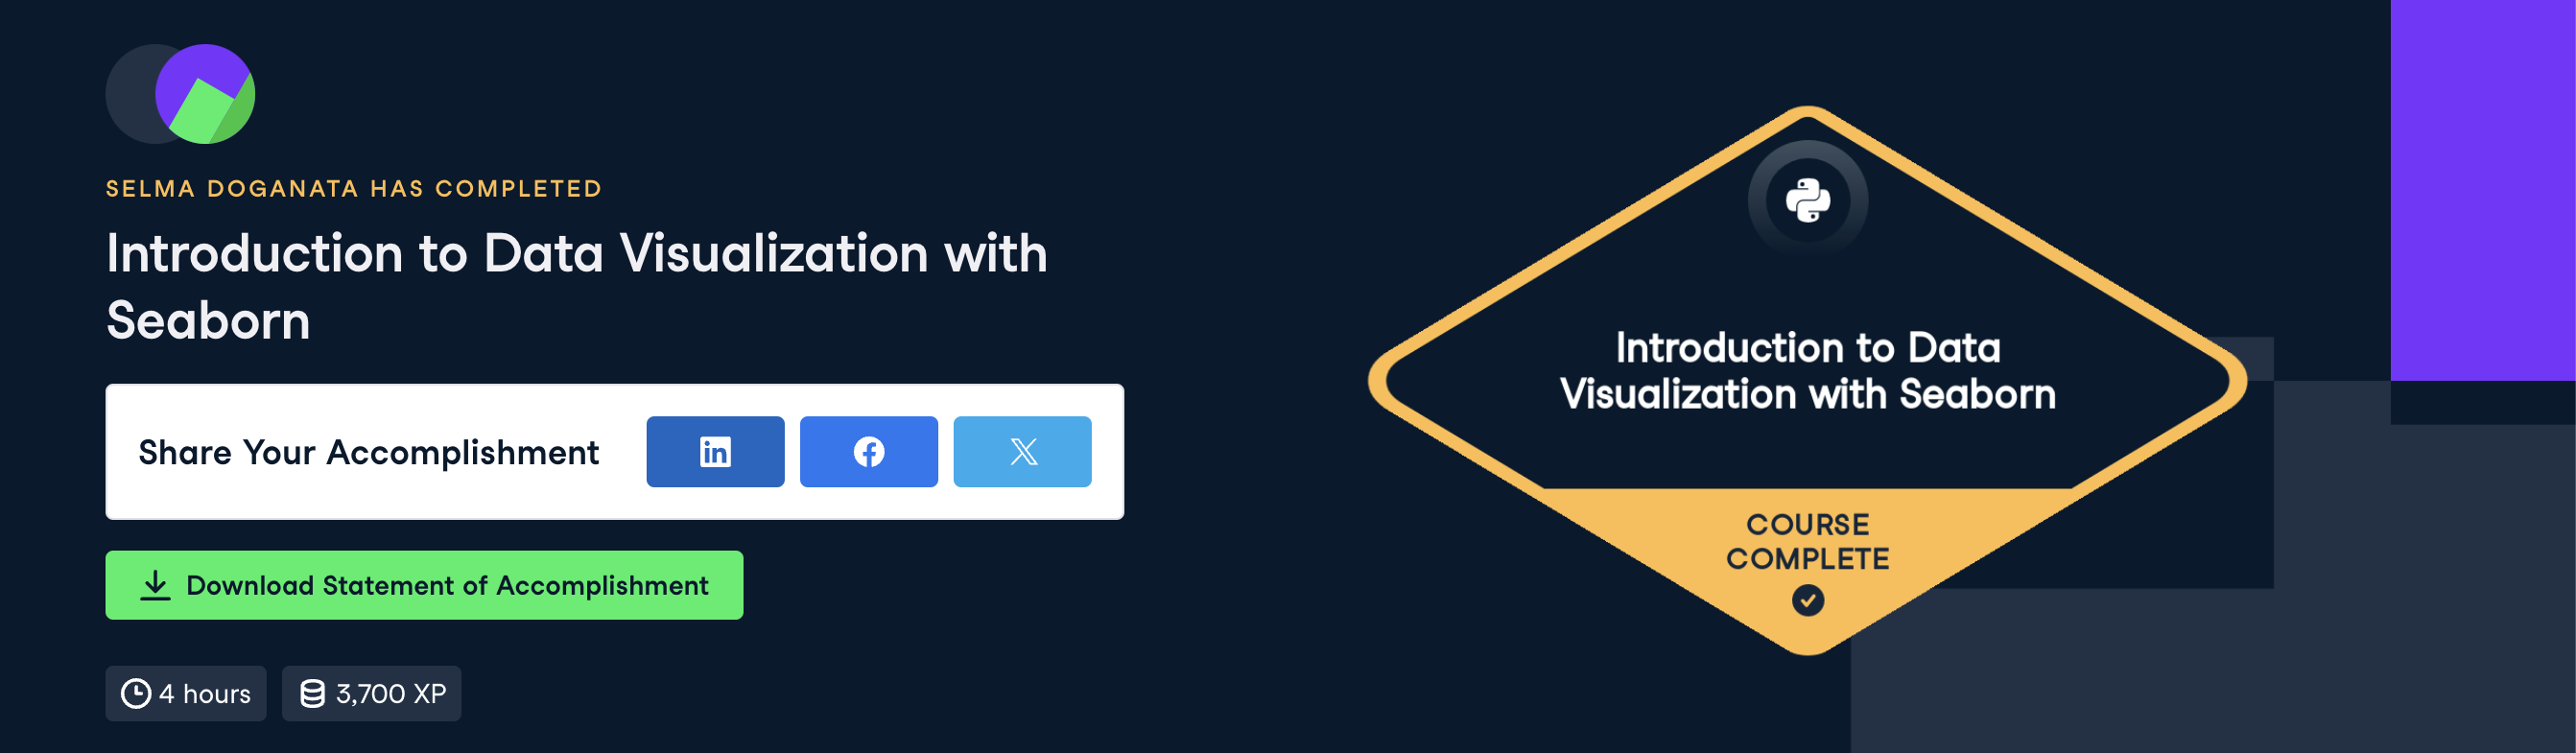 SELMA DOGANATA HAS COMPLETED
Introduction to Data Visualization with
Seaborn
Share Your Accomplishment
Download Statement of Accomplishment
4 hours
3,700 XP
Introduction to Data
Visualization with Seaborn
COURSE
COMPLETE